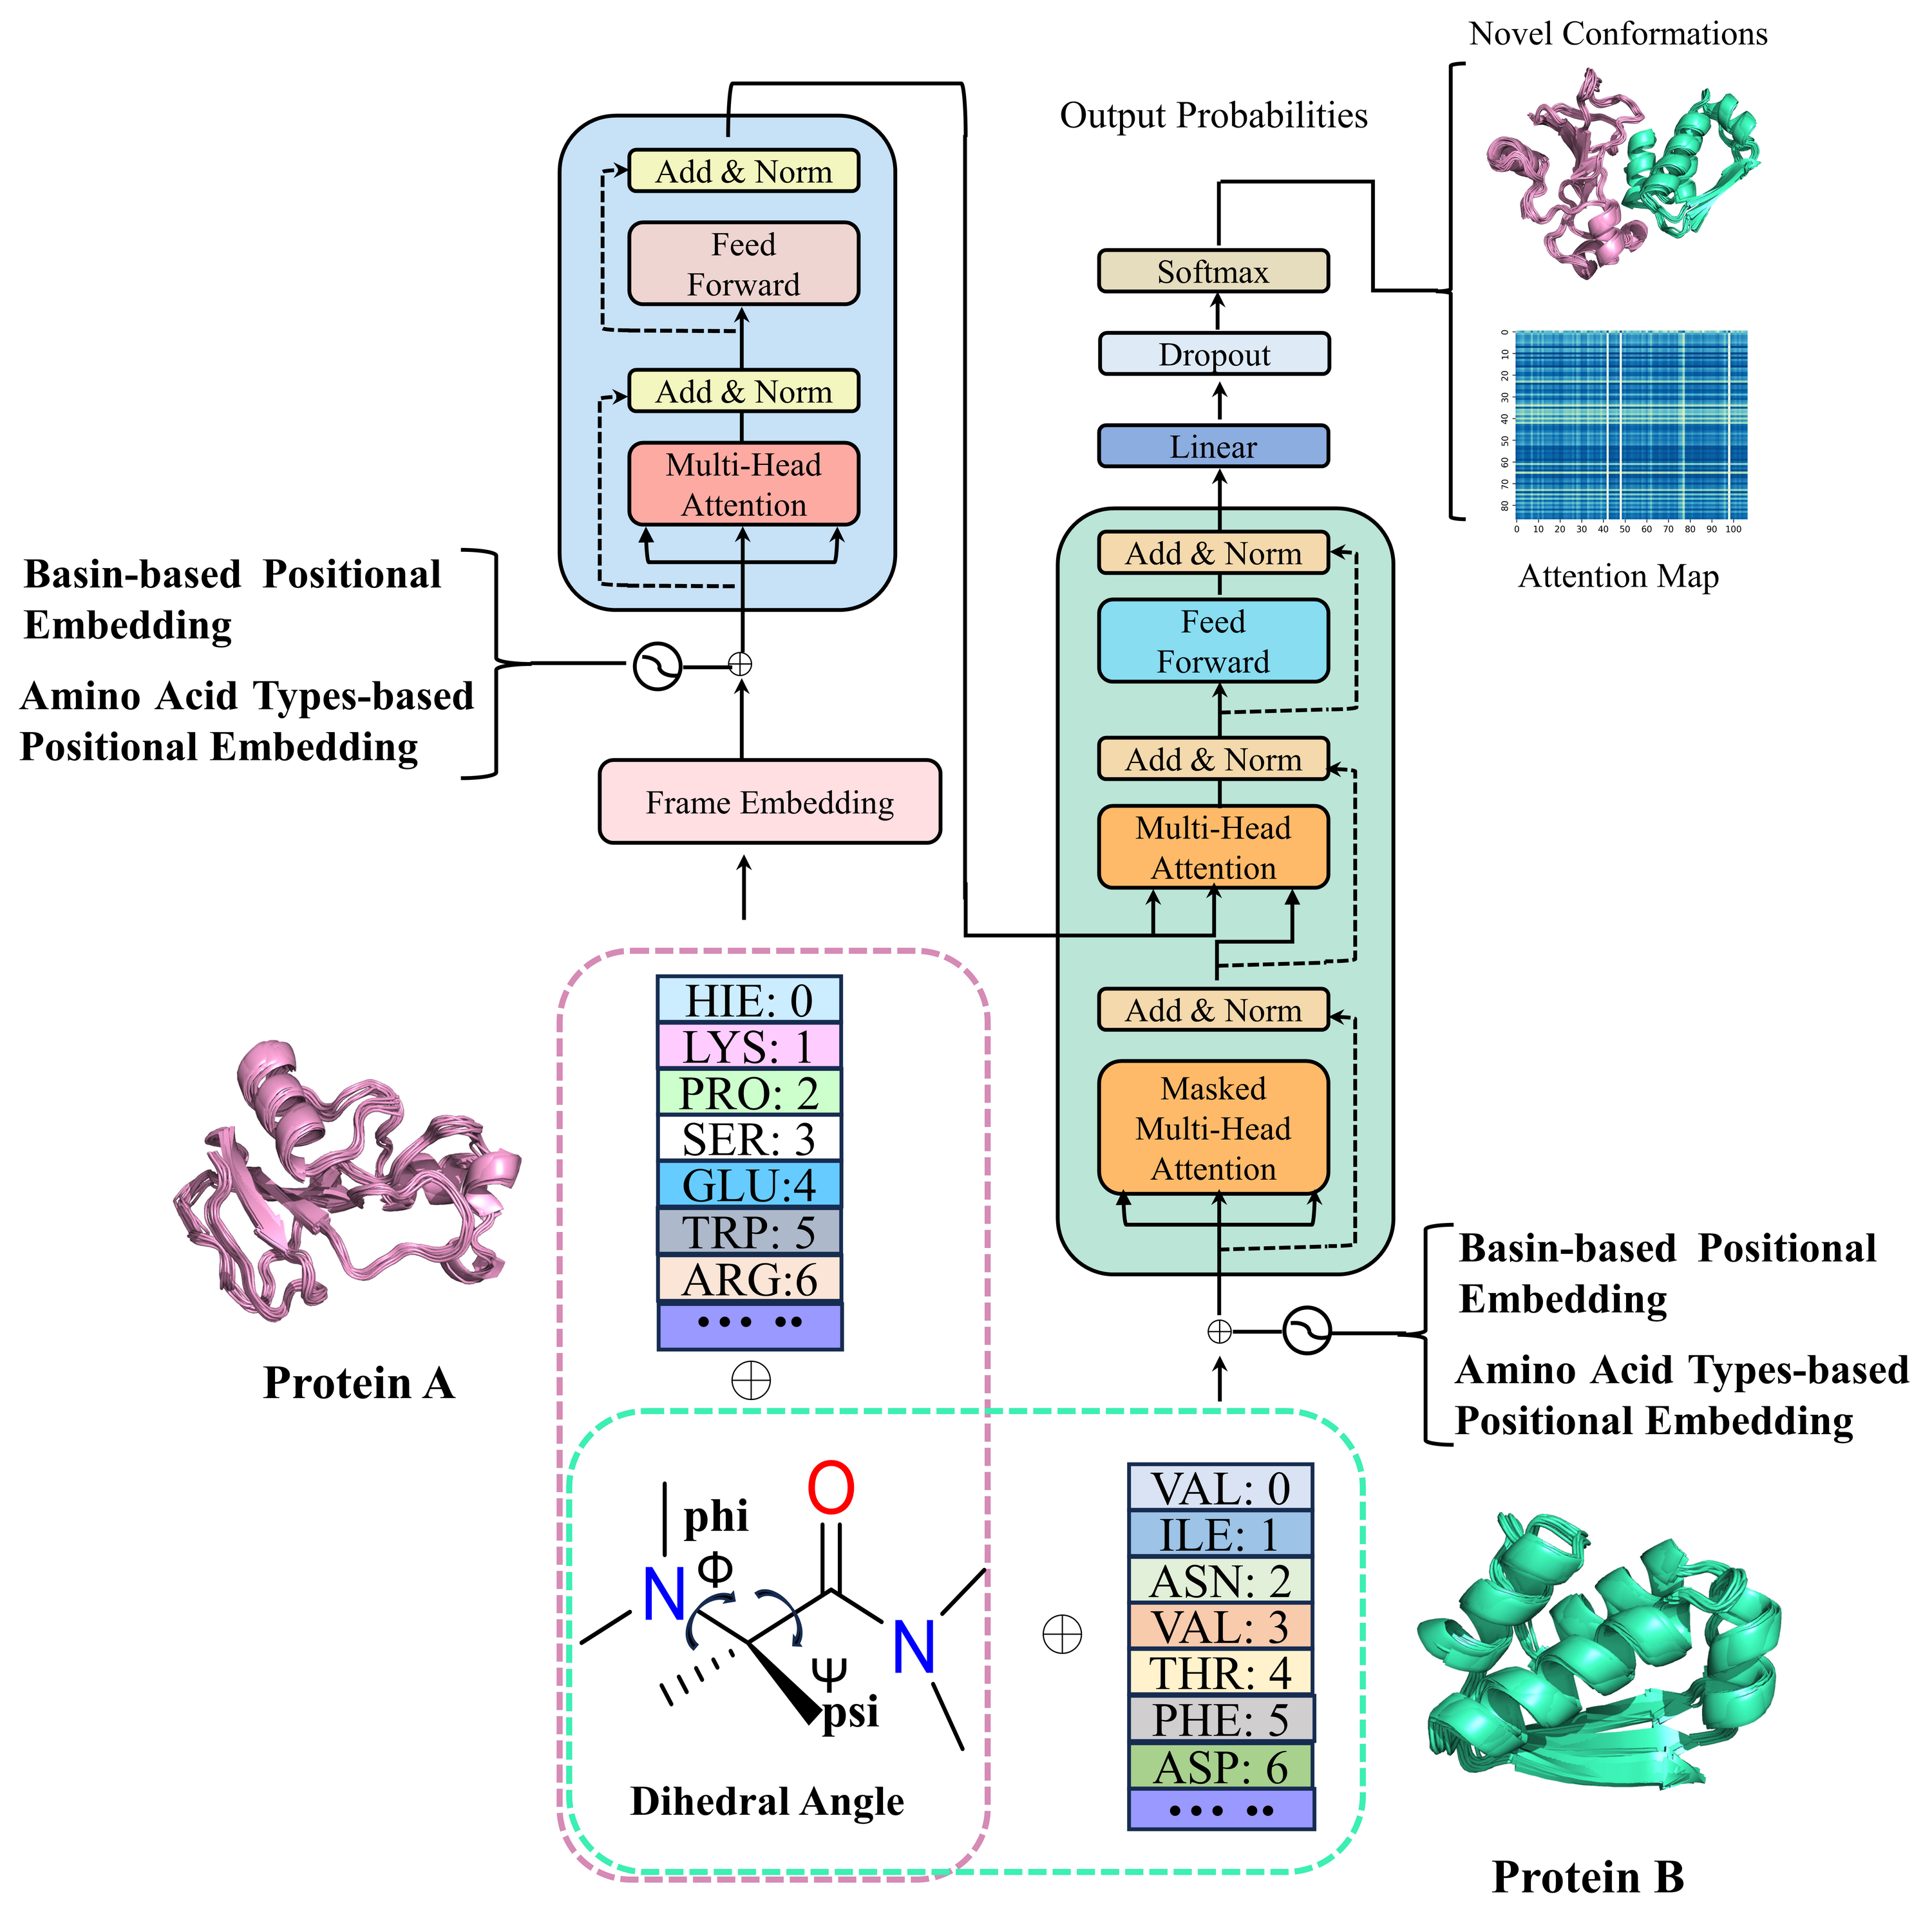 Novel Conformations
Output Probabilities
Add & Norm
Feed
Forward
Add & Norm
Multi-Head
Attention
Basin-based Positional
Embedding
Amino Acid Types-based
Positional Embedding
Frame Embedding
Softmax
Dropout
Linear
Add & Norm
Feed
Forward
Add & Norm
Multi-Head
Attention
Add & Norm
Masked
Multi-Head
Attention
0
10
20
30
40
50
60
70
80
0 10 20 30 40 50 60 70 80 90 100
Attention Map
Basin-based Positional
Embedding
Amino Acid Types-based
Positional Embedding
HIE: 0
LYS: 1
PRO: 2
SER: 3
GLU:4
TRP: 5
ARG:6
••• ••
Protein A
phi
Φ
O
N
N
Ψ
psi
Dihedral Angle
VAL: 0
ILE: 1
ASN: 2
VAL: 3
THR: 4
PHE: 5
ASP: 6
••• ••
Protein B